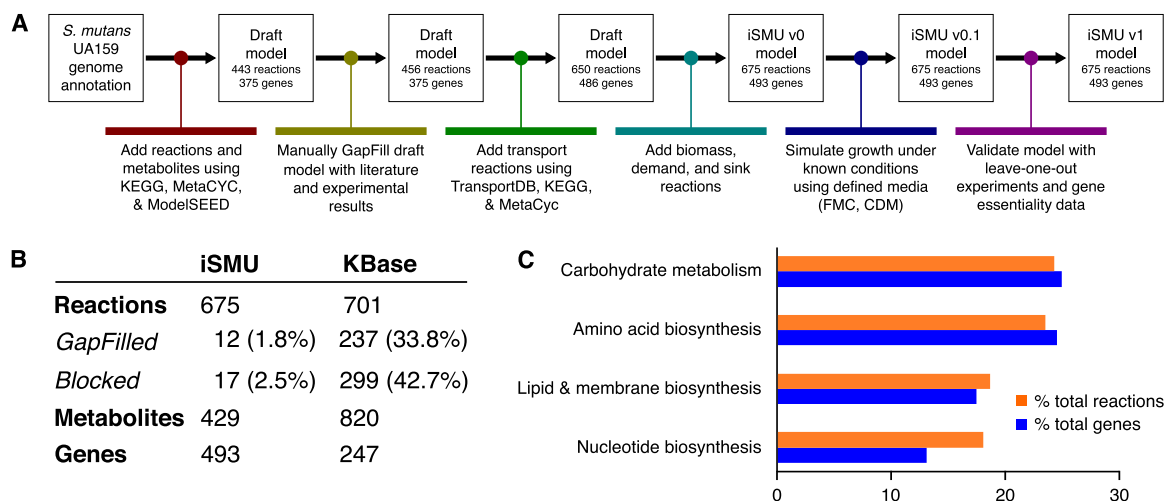 A
S. mutans
UA159
genome
annotation
Draft
model
443 reactions
375 genes
Draft
model
456 reactions
375 genes
Draft
model
650 reactions
486 genes
iSMU v0
model
675 reactions
493 genes
iSMU v0.1
model
675 reactions
493 genes
iSMU v1
model
675 reactions
493 genes
Add reactions and
metabolites using
KEGG, MetaCYC,
& ModelSEED
Manually GapFill draft
model with literature
and experimental
results
Add transport
reactions using
TransportDB, KEGG,
& MetaCyc
Add biomass,
demand, and sink
reactions
Simulate growth under
known conditions
using defined media
(FMC, CDM)
Validate model with
leave-one-out
experiments and gene
essentiality data
B
iSMU KBase
Reactions 675 701
GapFilled 12 (1.8%) 237 (33.8%)
Blocked 17 (2.5%) 299 (42.7%)
Metabolites 429 820
Genes 493 247
C
Carbohydrate metabolism
Amino acid biosynthesis
Lipid & membrane biosynthesis
Nucleotide biosynthesis
% total reactions
% total genes
0 10 20 30